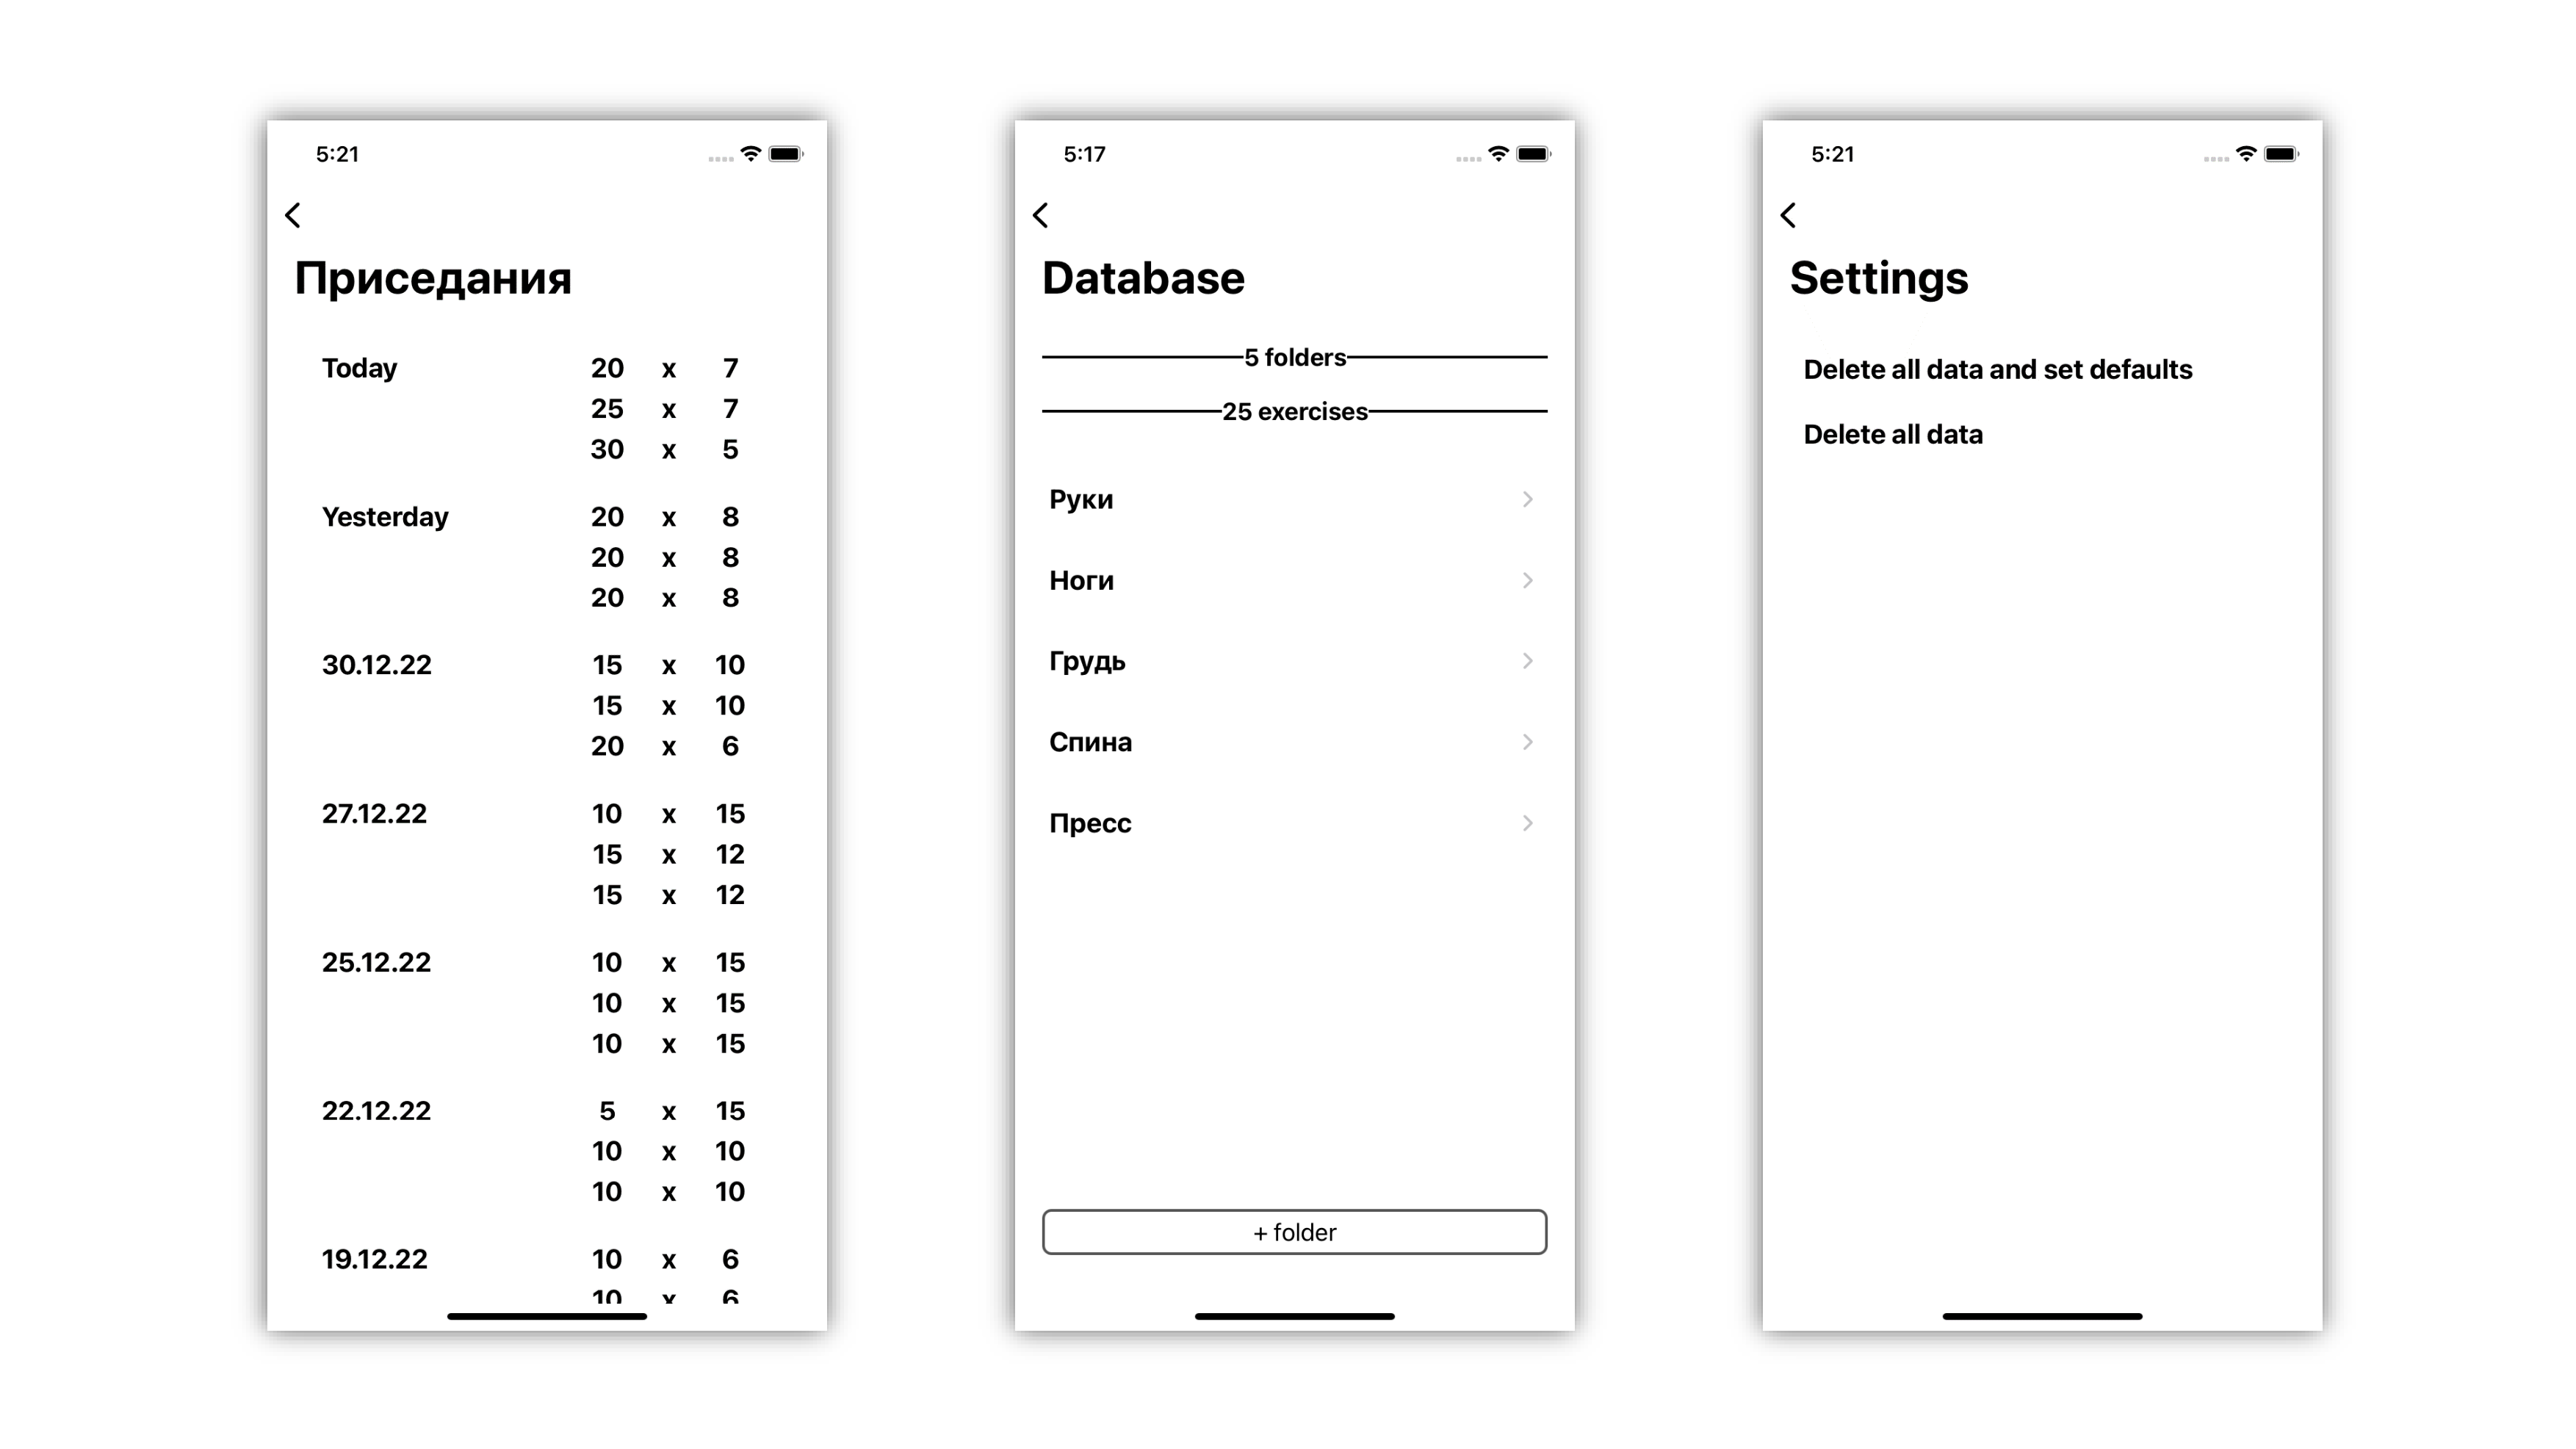 5:21
Приседания
Today 20 x 7
25 x 7
30 x 5
Yesterday 20 x 8
20 x 8
20 x 8
30.12.22 15 x 10
15 x 10
20 x 6
27.12.22 10 x 15
15 x 12
15 x 12
25.12.22 10 x 15
10 x 15
10 x 15
22.12.22 5 x 15
10 x 10
10 x 10
19.12.22 10 x 6
10 x 6
5:17
Database
5 folders
25 exercises
Руки
Ноги
Грудь
Спина
Пресс
+ folder
5:21
Settings
Delete all data and set defaults
Delete all data